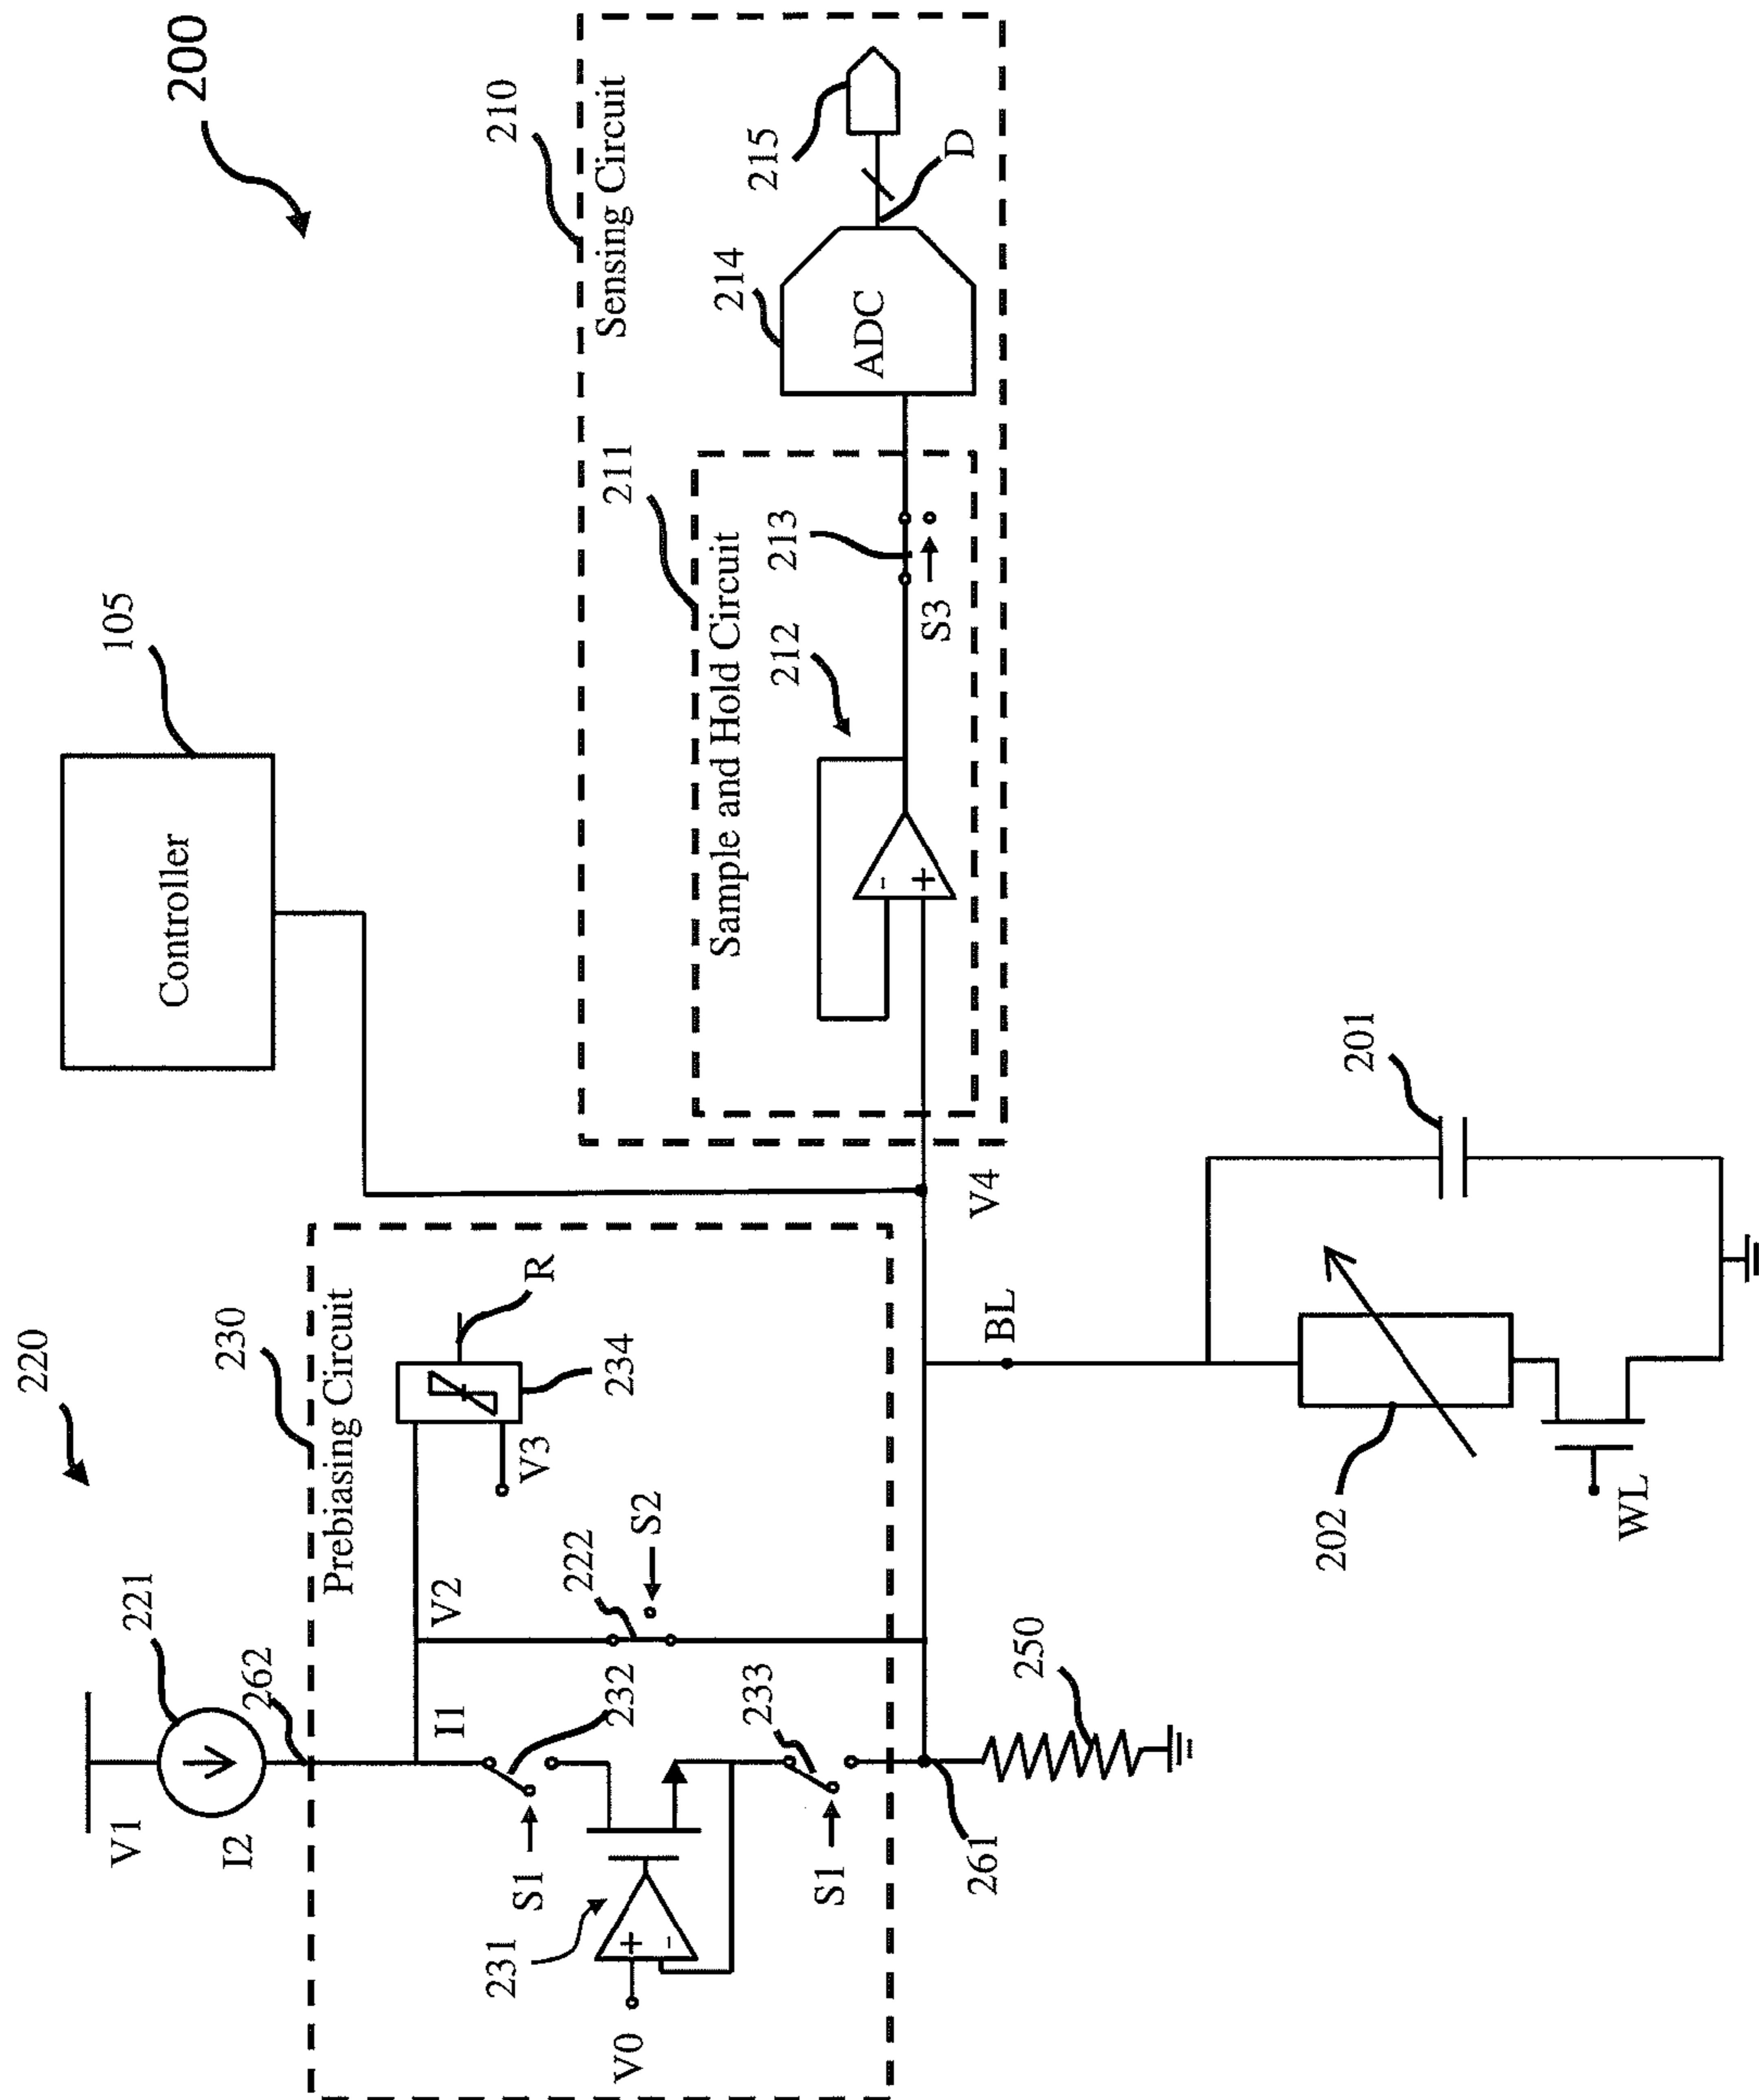 200
220
Controller
105
V1
221
I2
262
230
Prebiasing Circuit
I1
V2
R
234
V3
232
S1
222
S2
231
V0
233
S1
261
250
V4
BL
202
WL
201
210
Sensing Circuit
211
Sample and Hold Circuit
212
-
+
213
S3
214
ADC
215
D
+
-